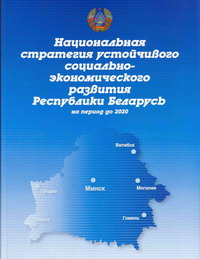 Национальная
стратегия устойчивого
социально-
экономического
развития
Республики Беларусь
на период до 2020
Витебск
Минск
Могилев
Гродно
Гомель
Брест